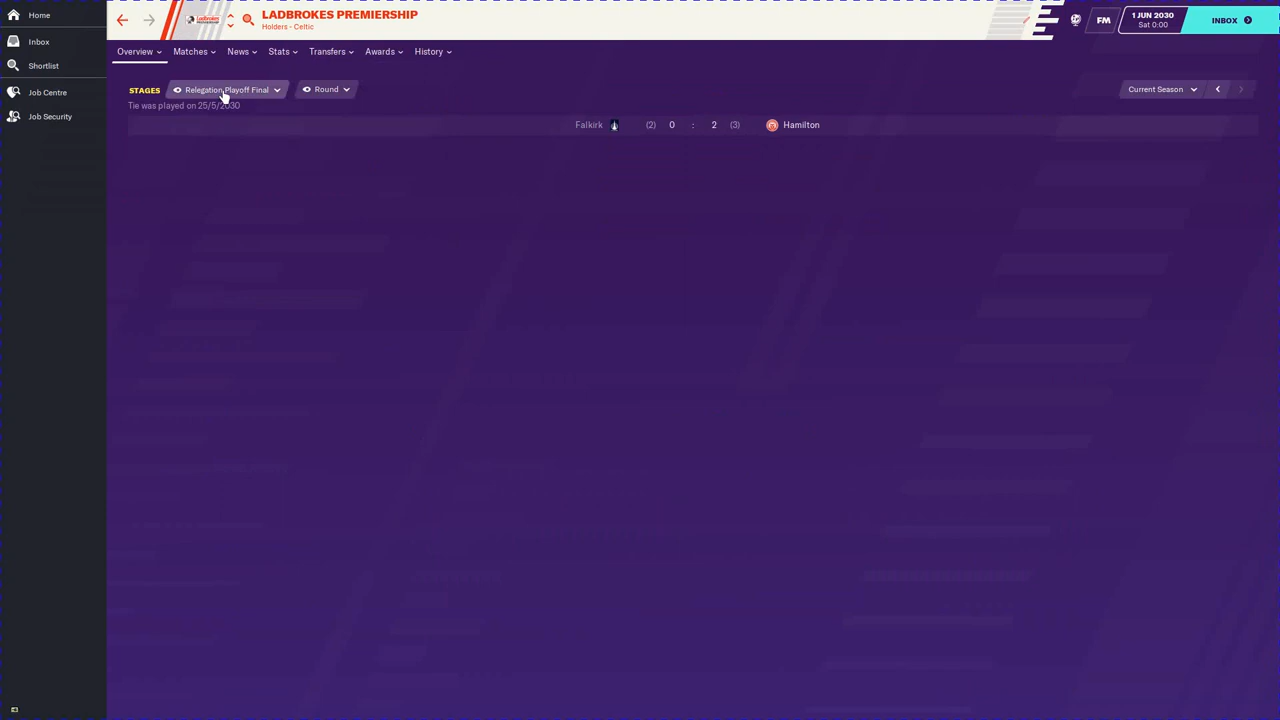 Home
LADBROKES PREMIERSHIP
Holders - Celtic
FM
1 JUN 2030
Sat 0:00
INBOX
Inbox
Shortlist
Job Centre
Job Security
Overview Matches News Stats Transfers Awards History
STAGES Relegation Playoff Final Round Current Season
Tie was played on 25/5/2030
Falkirk (2) 0 : 2 (3) Hamilton